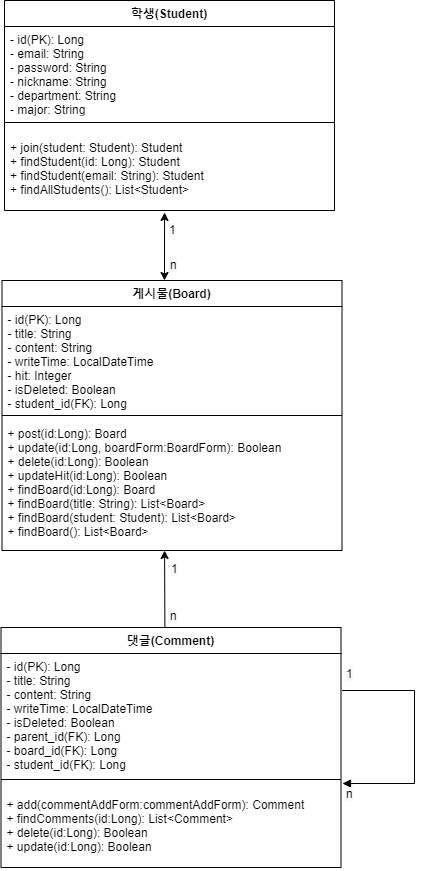 학생(Student)
- id(PK): Long
- email: String
- password: String
- nickname: String
- department: String
- major: String
+ join(student: Student): Student
+ findStudent(id: Long): Student
+ findStudent(email: String): Student
+ findAllStudents(): List<Student>
1
n
게시물(Board)
- id(PK): Long
- title: String
- content: String
- writeTime: LocalDateTime
- hit: Integer
- isDeleted: Boolean
- student_id(FK): Long
+ post(id:Long): Board
+ update(id:Long, boardForm:BoardForm): Boolean
+ delete(id:Long): Boolean
+ updateHit(id:Long): Boolean
+ findBoard(id:Long): Board
+ findBoard(title: String): List<Board>
+ findBoard(student: Student): List<Board>
+ findBoard(): List<Board>
1
n
댓글(Comment)
- id(PK): Long
- title: String
- content: String
- writeTime: LocalDateTime
- isDeleted: Boolean
- parent_id(FK): Long
- board_id(FK): Long
- student_id(FK): Long
+ add(commentAddForm:commentAddForm): Comment
+ findComments(id:Long): List<Comment>
+ delete(id:Long): Boolean
+ update(id:Long): Boolean
1
n